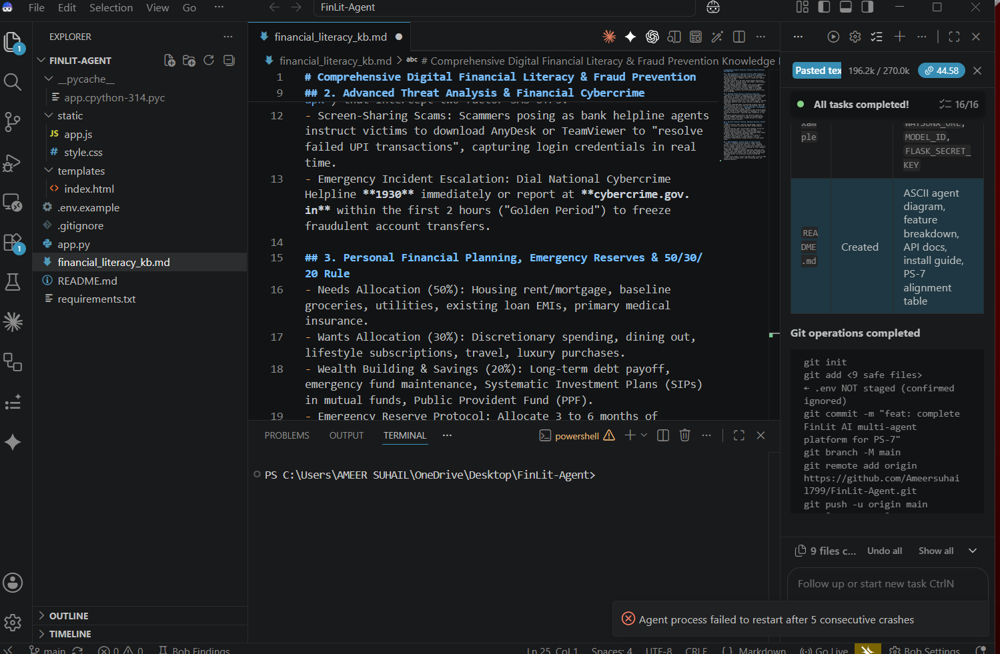 File Edit Selection View Go ··· FinLit-Agent
EXPLORER ···
FINLIT-AGENT
__pycache__
app.cpython-314.pyc
static
JS app.js
# style.css
templates
<> index.html
.env.example
.gitignore
app.py
financial_literacy_kb.md
README.md
requirements.txt
OUTLINE
TIMELINE
1
1
financial_literacy_kb.md
financial_literacy_kb.md > abc # Comprehensive Digital Financial Literacy & Fraud Prevention Knowledge
1 # Comprehensive Digital Financial Literacy & Fraud Prevention
9 ## 2. Advanced Threat Analysis & Financial Cybercrime
12 - Screen-Sharing Scams: Scammers posing as bank helpline agents
instruct victims to download AnyDesk or TeamViewer to "resolve
failed UPI transactions", capturing login credentials in real
time.
13 - Emergency Incident Escalation: Dial National Cybercrime
Helpline **1930** immediately or report at **cybercrime.gov.
in** within the first 2 hours ("Golden Period") to freeze
fraudulent account transfers.
14
15 ## 3. Personal Financial Planning, Emergency Reserves & 50/30/
20 Rule
16 - Needs Allocation (50%): Housing rent/mortgage, baseline
groceries, utilities, existing loan EMIs, primary medical
insurance.
17 - Wants Allocation (30%): Discretionary spending, dining out,
lifestyle subscriptions, travel, luxury purchases.
18 - Wealth Building & Savings (20%): Long-term debt payoff,
emergency fund maintenance, Systematic Investment Plans (SIPs)
in mutual funds, Public Provident Fund (PPF).
19 - Emergency Reserve Protocol: Allocate 3 to 6 months of
PROBLEMS OUTPUT TERMINAL ··· powershell
PS C:\Users\AMEER SUHAIL\OneDrive\Desktop\FinLit-Agent>
Pasted tex 196.2k / 270.0k 44.58
All tasks completed! 16/16
xam
ple
WATSONX_URL,
MODEL_ID,
FLASK_SECRET_
KEY
REA
DME
.md
Created
ASCII agent
diagram,
feature
breakdown,
API docs,
install guide,
PS-7
alignment
table
Git operations completed
git init
git add <9 safe files>
← .env NOT staged (confirmed
ignored)
git commit -m "feat: complete
FinLit AI multi-agent
platform for PS-7"
git branch -M main
git remote add origin
https://github.com/Ameersuhai
l799/FinLit-Agent.git
git push -u origin main
9 files c... Undo all Show all
Follow up or start new task CtrlN
Agent process failed to restart after 5 consecutive crashes
main 0 0 Bob Findings Ln 25, Col 1 Spaces: 4 UTF-8 CRLF {} Markdown Go Live Bob Settings